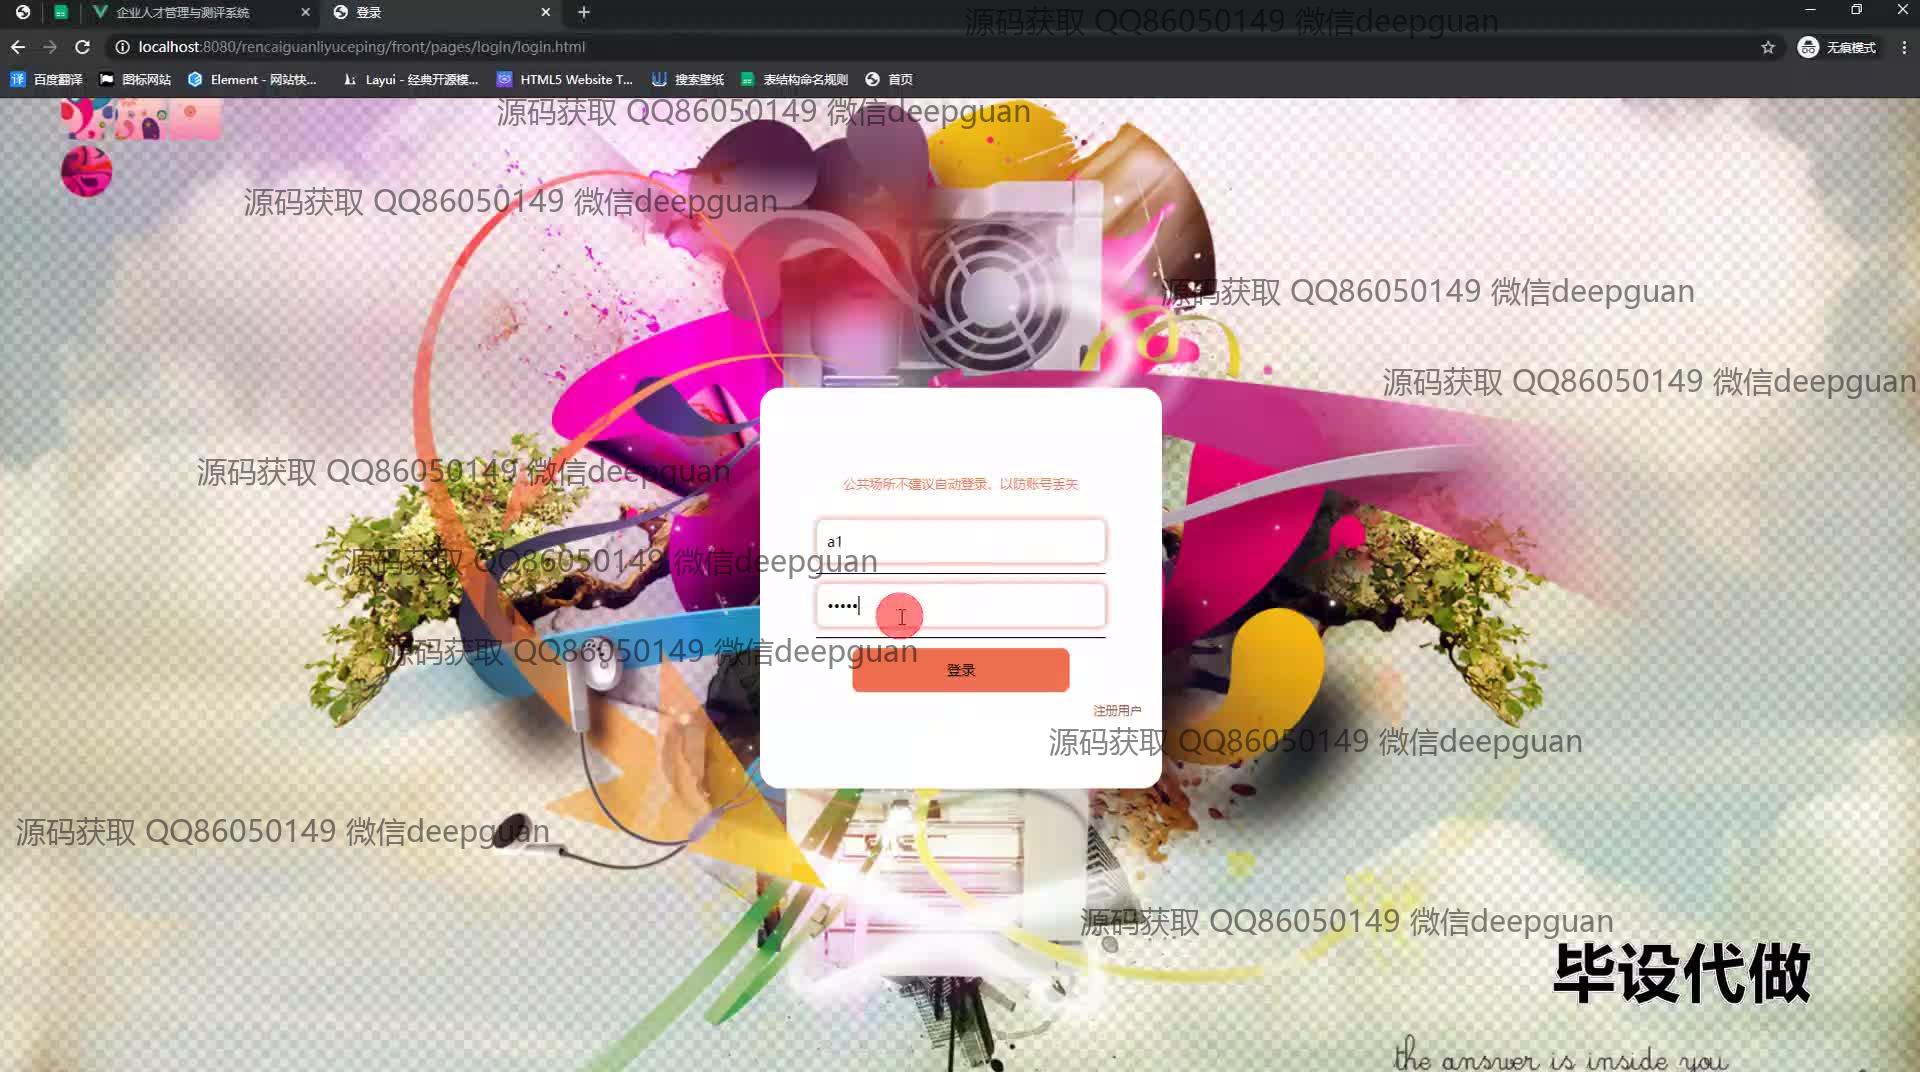 企业人才管理与测评系统
登录
localhost:8080/rencaiguanliyuceping/front/pages/login/login.html
无痕模式
百度翻译
图标网站
Element - 网站快...
Layui - 经典开源模...
HTML5 Website T...
搜索壁纸
表结构命名规则
首页
源码获取 QQ86050149 微信deepguan
源码获取 QQ86050149 微信deepguan
源码获取 QQ86050149 微信deepguan
源码获取 QQ86050149 微信deepguan
源码获取 QQ86050149 微信deepguan
源码获取 QQ86050149 微信deepguan
公共场所不建议自动登录，以防账号丢失
a1
源码获取 QQ86050149 微信deepguan
源码获取 QQ86050149 微信deepguan
登录
注册用户
源码获取 QQ86050149 微信deepguan
源码获取 QQ86050149 微信deepguan
源码获取 QQ86050149 微信deepguan
毕设代做
the answer is inside you